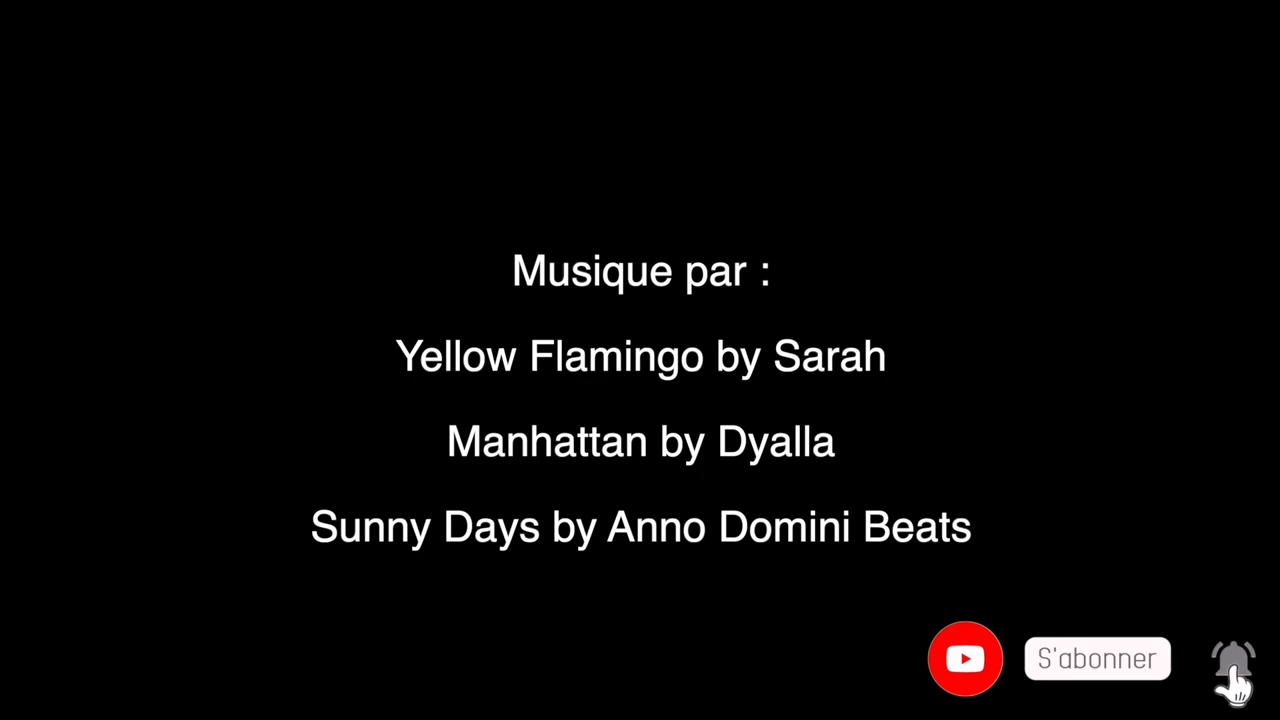 Musique par :
Yellow Flamingo by Sarah
Manhattan by Dyalla
Sunny Days by Anno Domini Beats
S'abonner